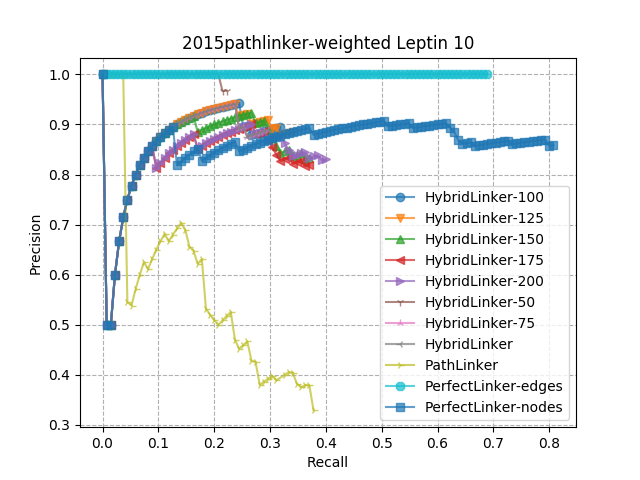 2015pathlinker-weighted Leptin 10
Precision
1.0
0.9
0.8
0.7
0.6
0.5
0.4
0.3
HybridLinker-100
HybridLinker-125
HybridLinker-150
HybridLinker-175
HybridLinker-200
HybridLinker-50
HybridLinker-75
HybridLinker
PathLinker
PerfectLinker-edges
PerfectLinker-nodes
0.0 0.1 0.2 0.3 0.4 0.5 0.6 0.7 0.8
Recall